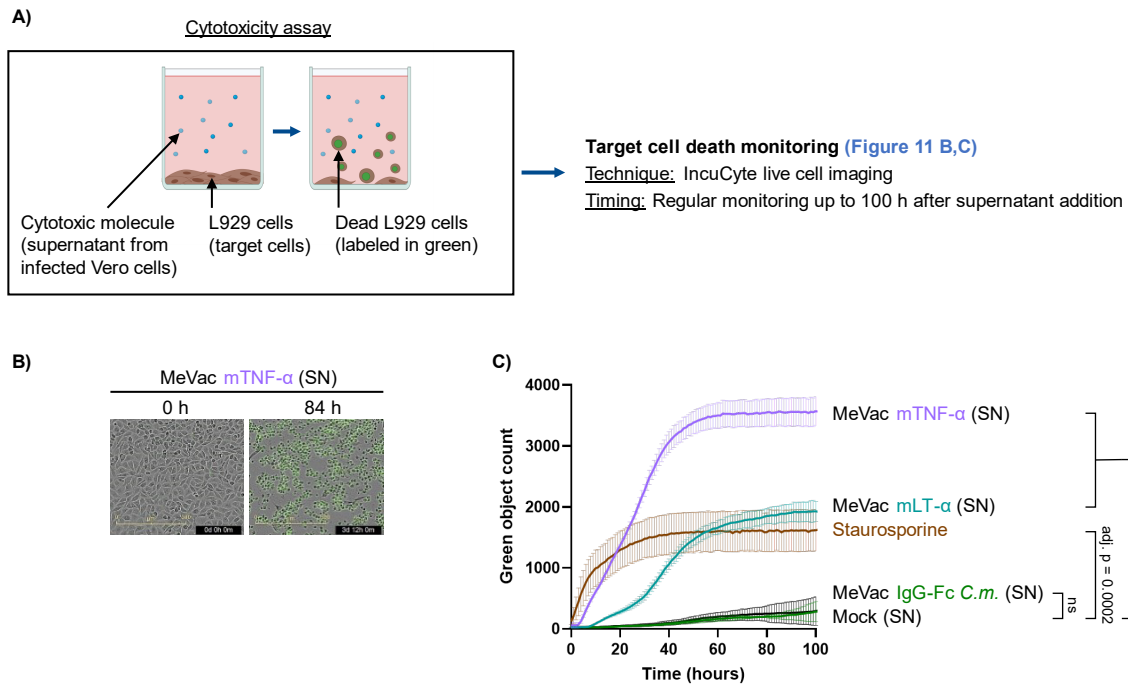 A)
Cytotoxicity assay
Cytotoxic molecule
(supernatant from
infected Vero cells)
L929 cells
(target cells)
Dead L929 cells
(labeled in green)
Target cell death monitoring (Figure 11 B,C)
Technique: IncuCyte live cell imaging
Timing: Regular monitoring up to 100 h after supernatant addition
B)
MeVac mTNF-α (SN)
0 h
84 h
0d 0h 0m
3d 12h 0m
C)
Green object count
4000
3000
2000
1000
0
0 20 40 60 80 100
Time (hours)
MeVac mTNF-α (SN)
MeVac mLT-α (SN)
Staurosporine
MeVac IgG-Fc C.m. (SN)
Mock (SN)
ns
adj. p = 0.0002